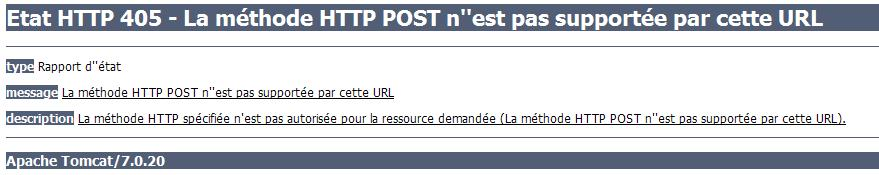 Etat HTTP 405 - La méthode HTTP POST n''est pas supportée par cette URL
type Rapport d''état
message La méthode HTTP POST n''est pas supportée par cette URL
description La méthode HTTP spécifiée n'est pas autorisée pour la ressource demandée (La méthode HTTP POST n''est pas supportée par cette URL).
Apache Tomcat/7.0.20